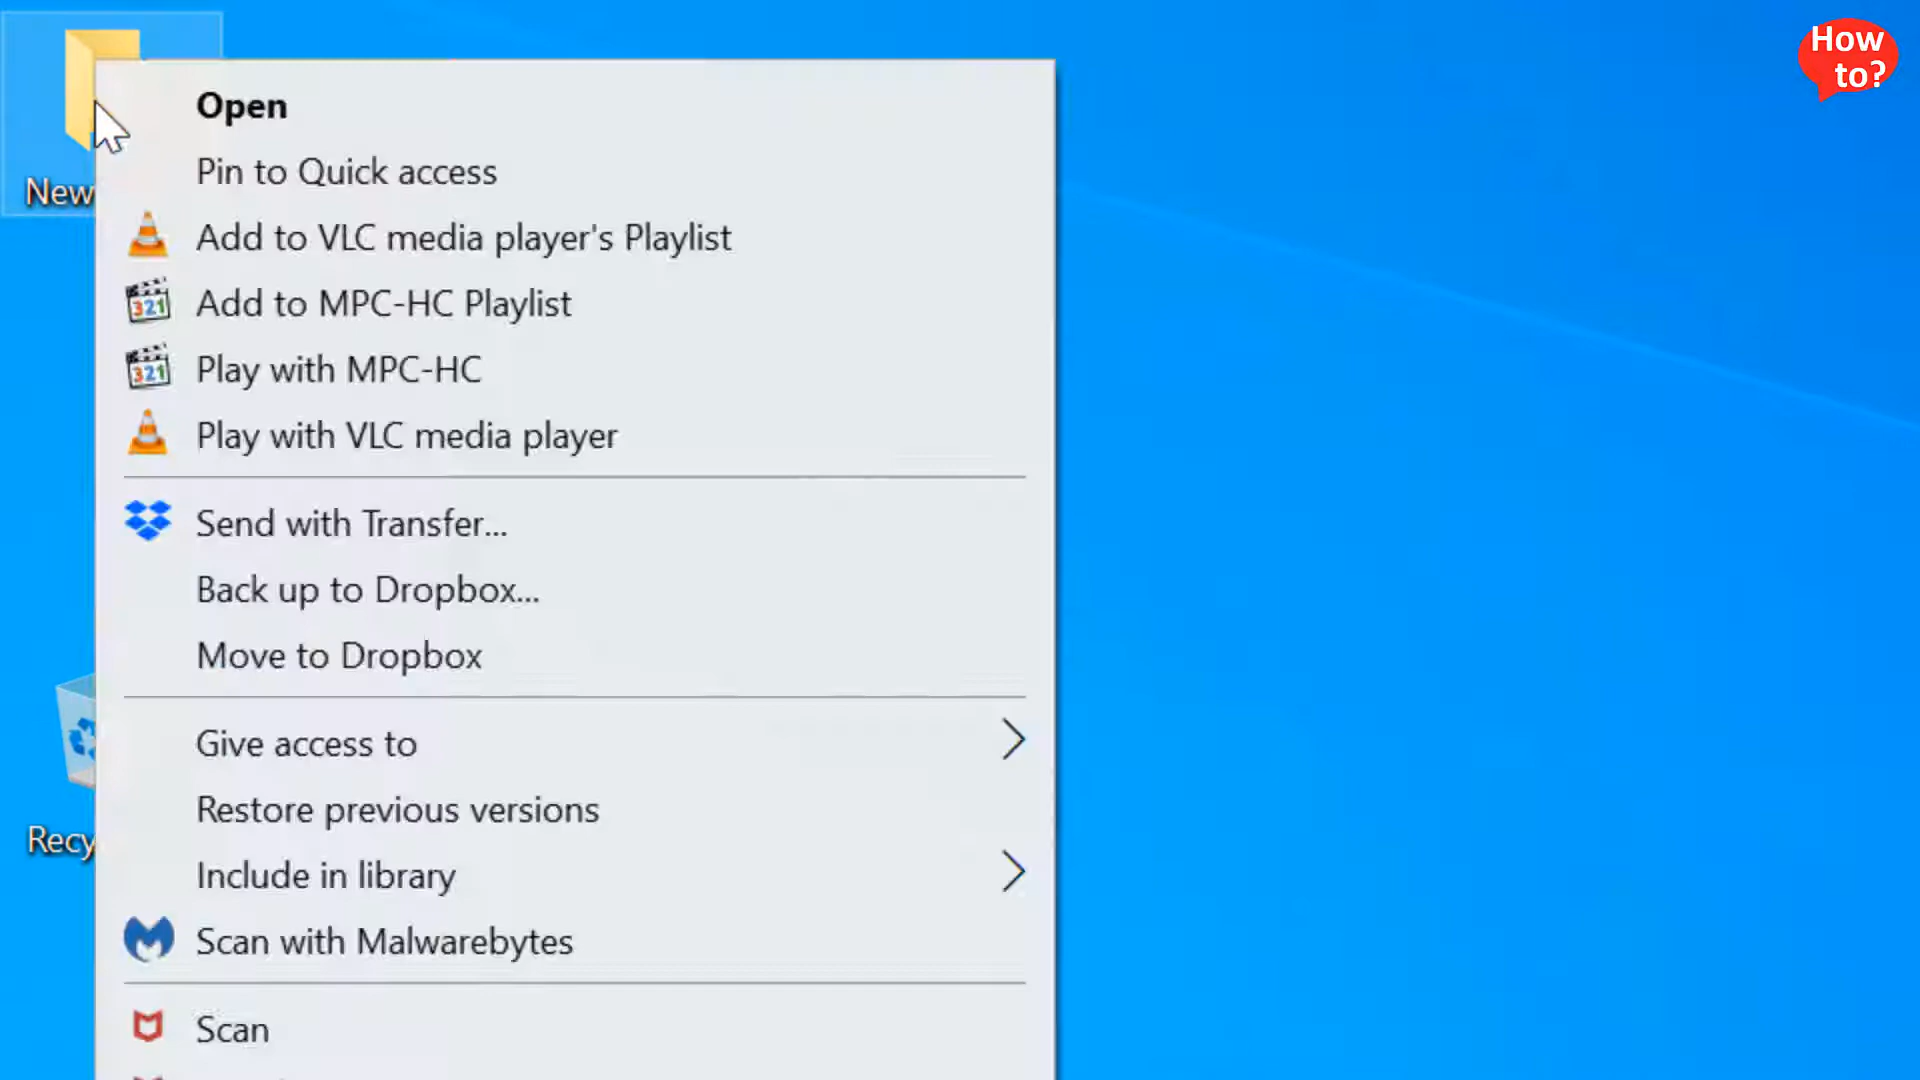 How
to?
Open
Pin to Quick access
New
Add to VLC media player's Playlist
Add to MPC-HC Playlist
Play with MPC-HC
Play with VLC media player
Send with Transfer...
Back up to Dropbox...
Move to Dropbox
Give access to
Restore previous versions
Recy
Include in library
Scan with Malwarebytes
Scan